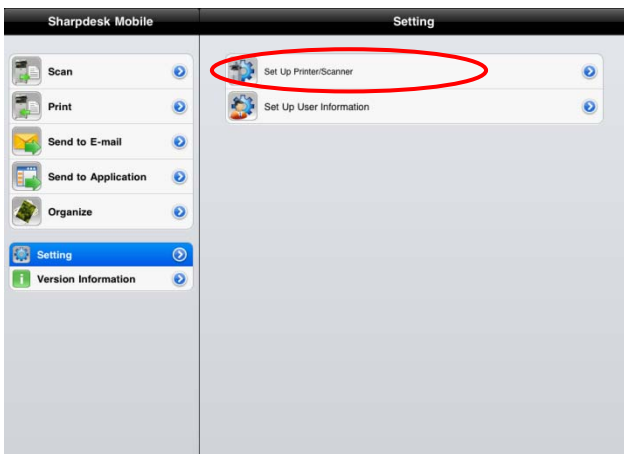 Sharpdesk Mobile
Setting
Scan
Print
Send to E-mail
Send to Application
Organize
Setting
Version Information
Set Up Printer/Scanner
Set Up User Information